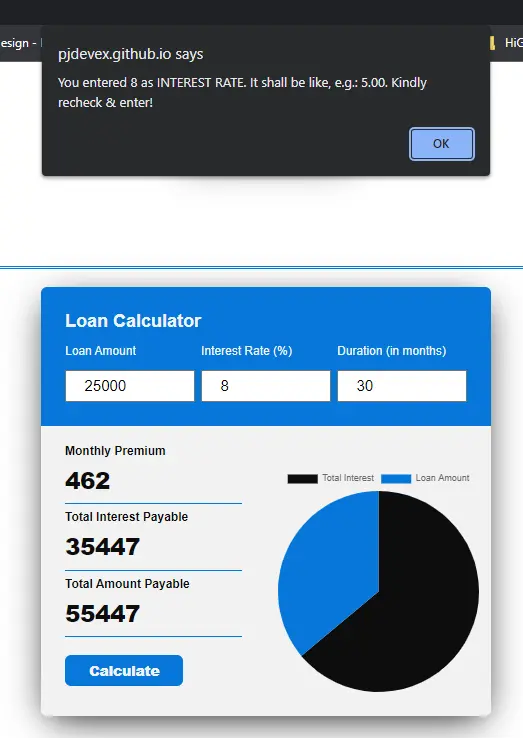 esign -
HiG
pjdevex.github.io says
You entered 8 as INTEREST RATE. It shall be like, e.g.: 5.00. Kindly
recheck & enter!
OK
Loan Calculator
Loan Amount Interest Rate (%) Duration (in months)
25000 8 30
Monthly Premium
462
Total Interest Loan Amount
Total Interest Payable
35447
Total Amount Payable
55447
Calculate